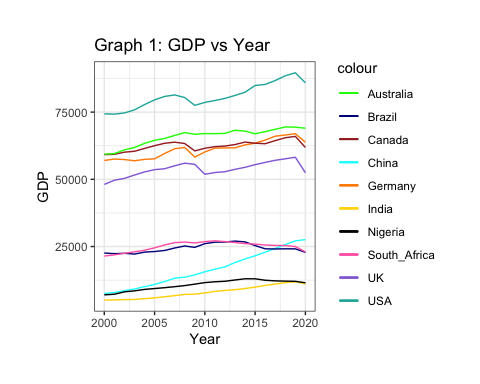 Graph 1: GDP vs Year
GDP
75000
50000
25000
2000 2005 2010 2015 2020
Year
colour
Australia
Brazil
Canada
China
Germany
India
Nigeria
South_Africa
UK
USA